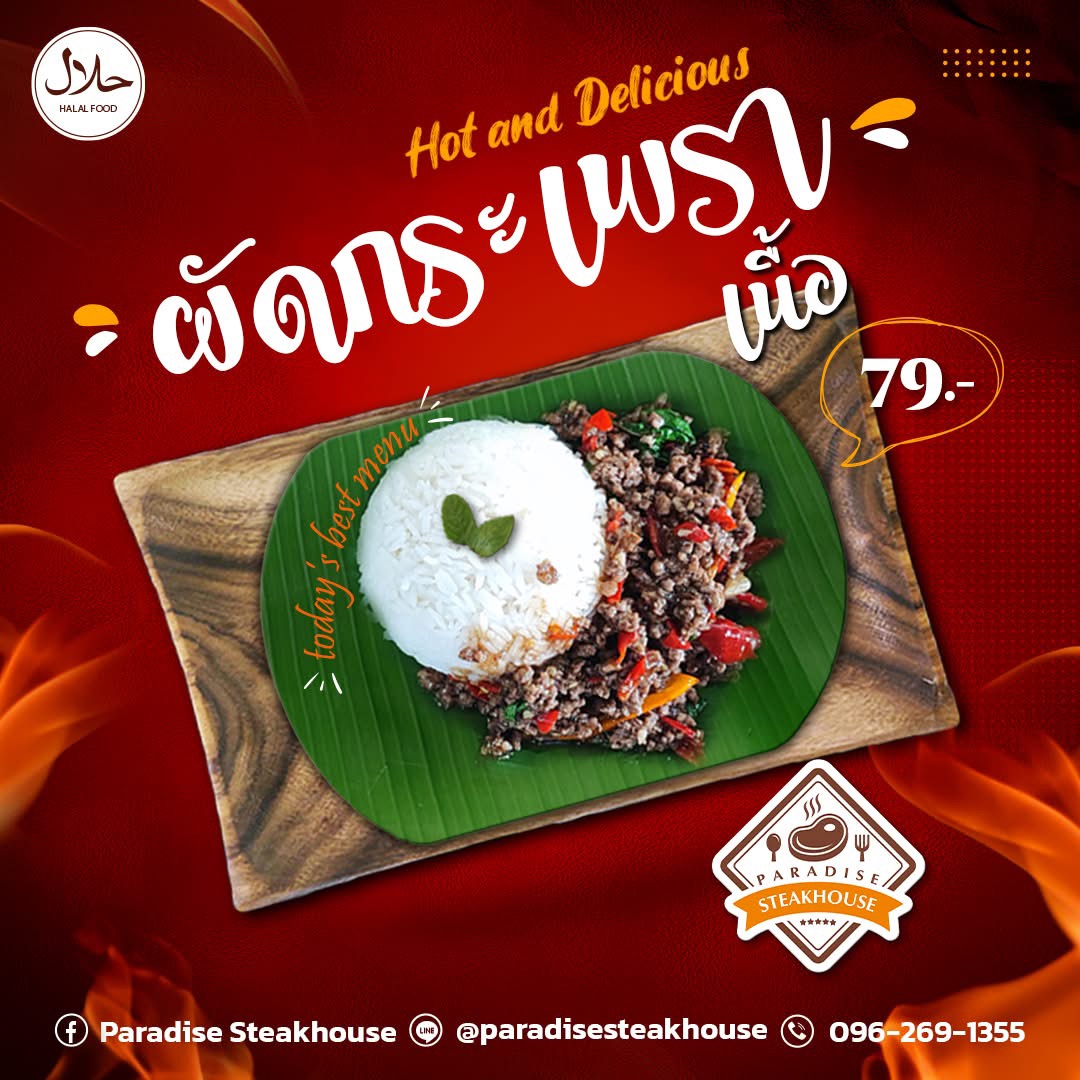 حلال
HALAL FOOD
Hot and Delicious
ผัดกระเพรา
เนื้อ
79.-
today's best menu
PARADISE
STEAKHOUSE
Paradise Steakhouse LINE @paradisesteakhouse 096-269-1355